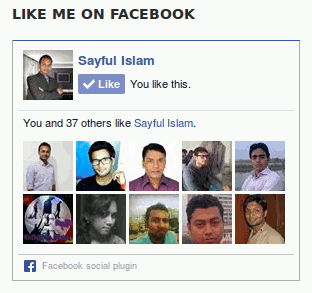 LIKE ME ON FACEBOOK
Sayful Islam
Like You like this.
You and 37 others like Sayful Islam.
Facebook social plugin